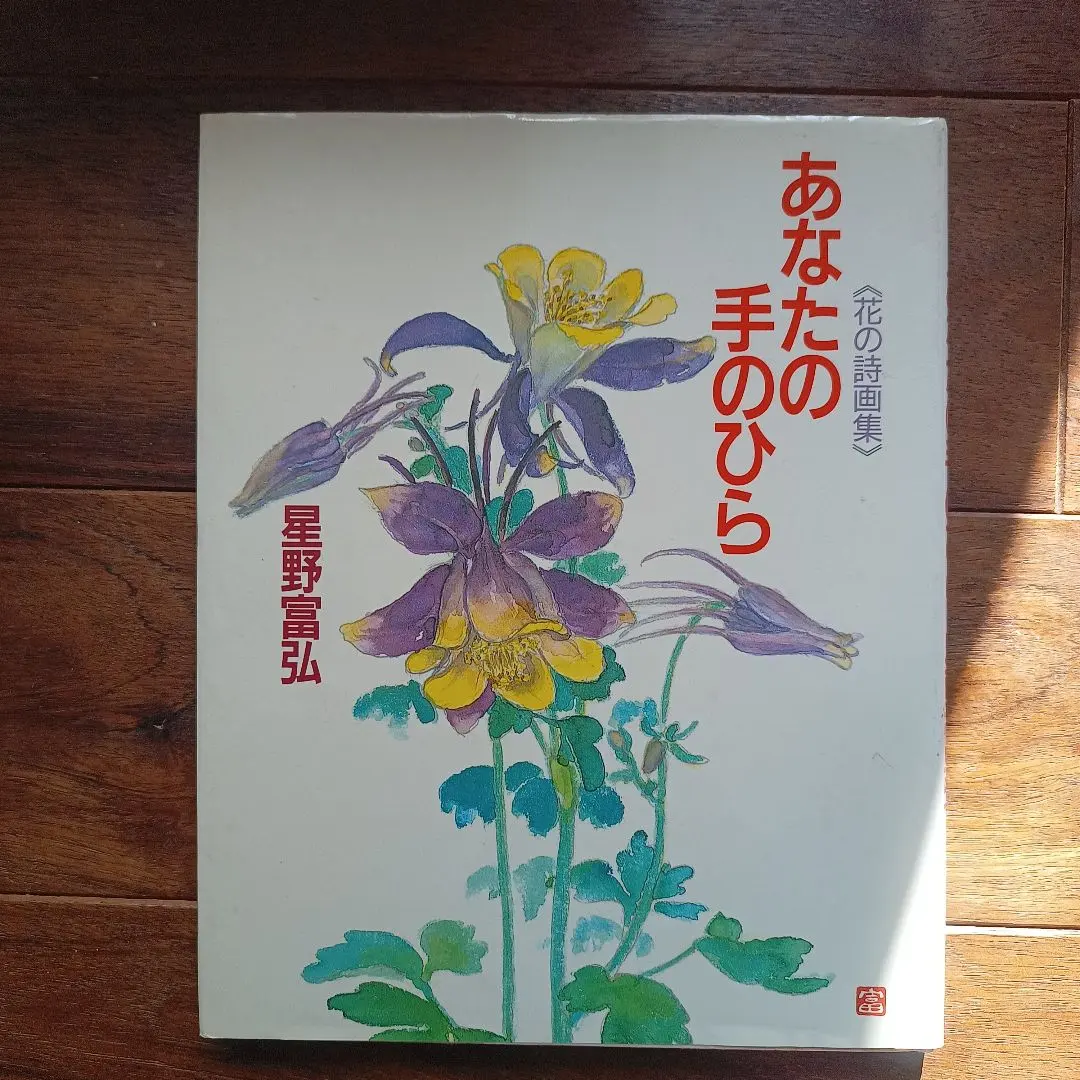 《花の詩画集》
あなたの
手のひら
星野富弘
富